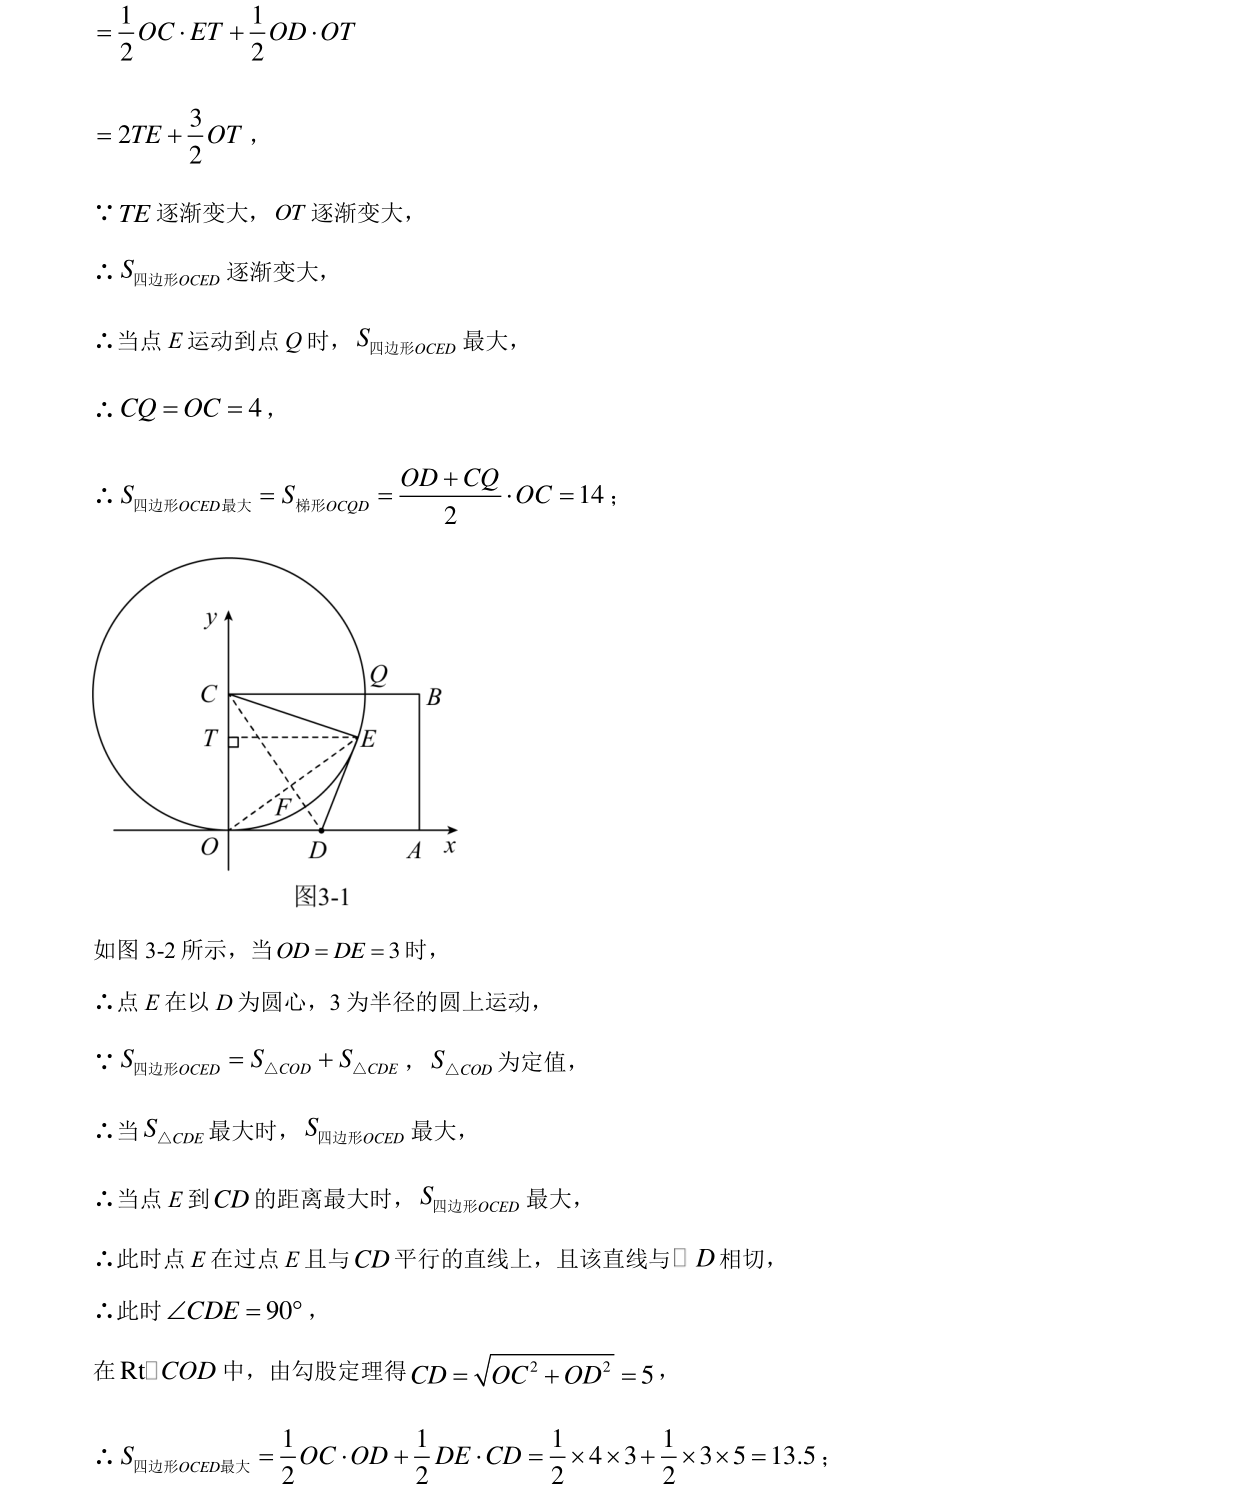 = 1/2 OC · ET + 1/2 OD · OT
= 2TE + 3/2 OT，
∵ TE 逐渐变大，OT 逐渐变大，
∴ S四边形OCED 逐渐变大，
∴当点 E 运动到点 Q 时，S四边形OCED 最大，
∴ CQ = OC = 4，
∴ S四边形OCED最大 = S梯形OCQD = (OD + CQ)/2 · OC = 14；
y
Q
C
B
T
E
F
O
D
A
x
图3-1
如图 3-2 所示，当 OD = DE = 3 时，
∴点 E 在以 D 为圆心，3 为半径的圆上运动，
∵ S四边形OCED = S△COD + S△CDE，S△COD 为定值，
∴当 S△CDE 最大时，S四边形OCED 最大，
∴当点 E 到 CD 的距离最大时，S四边形OCED 最大，
∴此时点 E 在过点 E 且与 CD 平行的直线上，且该直线与□ D 相切，
∴此时 ∠CDE = 90°，
在 Rt□COD 中，由勾股定理得 CD = √(OC² + OD²) = 5，
∴ S四边形OCED最大 = 1/2 OC · OD + 1/2 DE · CD = 1/2 × 4 × 3 + 1/2 × 3 × 5 = 13.5；